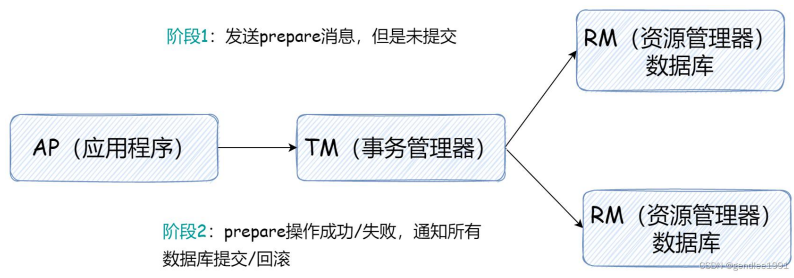 阶段1：发送prepare消息，但是未提交
RM（资源管理器）
数据库
AP（应用程序）
TM（事务管理器）
RM（资源管理器）
数据库
阶段2：prepare操作成功/失败，通知所有
数据库提交/回滚
CSDN @gendlee1991